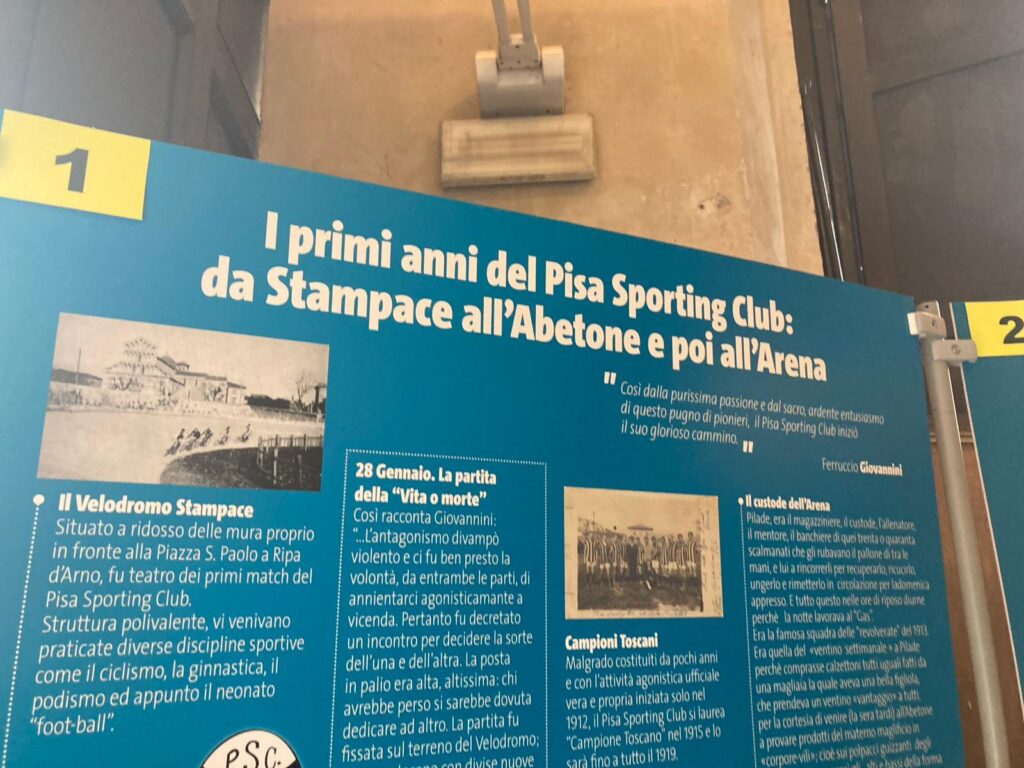 1
I primi anni del Pisa Sporting Club:
da Stampace all'Abetone e poi all'Arena
" Così dalla purissima passione e dal sacro, ardente entusiasmo
di questo pugno di pionieri, il Pisa Sporting Club iniziò
il suo glorioso cammino. "
Ferruccio Giovannini
Il Velodromo Stampace
Situato a ridosso delle mura proprio
in fronte alla Piazza S. Paolo a Ripa
d'Arno, fu teatro dei primi match del
Pisa Sporting Club.
Struttura polivalente, vi venivano
praticate diverse discipline sportive
come il ciclismo, la ginnastica, il
podismo ed appunto il neonato
"foot-ball".
P.S.C.
28 Gennaio. La partita
della "Vita o morte"
Così racconta Giovannini:
"...L'antagonismo divampò
violento e ci fu ben presto la
volontà, da entrambe le parti, di
annientarci agonisticamante a
vicenda. Pertanto fu decretato
un incontro per decidere la sorte
dell'una e dell'altra. La posta
in palio era alta, altissima: chi
avrebbe perso si sarebbe dovuta
dedicare ad altro. La partita fu
fissata sul terreno del Velodromo;
con divise nuove
Campioni Toscani
Malgrado costituiti da pochi anni
e con l'attività agonistica ufficiale
vera e propria iniziata solo nel
1912, il Pisa Sporting Club si laurea
"Campione Toscano" nel 1915 e lo
sarà fino a tutto il 1919.
Il custode dell'Arena
Pilade, era il magazziniere, il custode, l'allenatore,
il mentore, il banchiere di quei trenta o quaranta
scalmanati che gli rubavano il pallone di tra le
mani, e lui a rincorrerli per recuperarlo, ricucirlo,
ungerlo e rimetterlo in circolazione per ladomenica
appresso. E tutto questo nelle ore di riposo diurne
perchè la notte lavorava al "Gas".
Era la famosa squadra delle "revolverate" del 1913.
Era quella del «ventino settimanale » a Pilade
perchè comprasse calzettoni tutti uguali fatti da
una magliaia la quale aveva una bella figliola,
che prendeva un ventino «vantaggio» a tutti
per la cortesia di venire (la sera tardi) all'Abetone
a provare prodotti del materno maglificio in
«corpore-vili»; cioè sui polpacci guizzanti degli
alti e bassi della forma
2